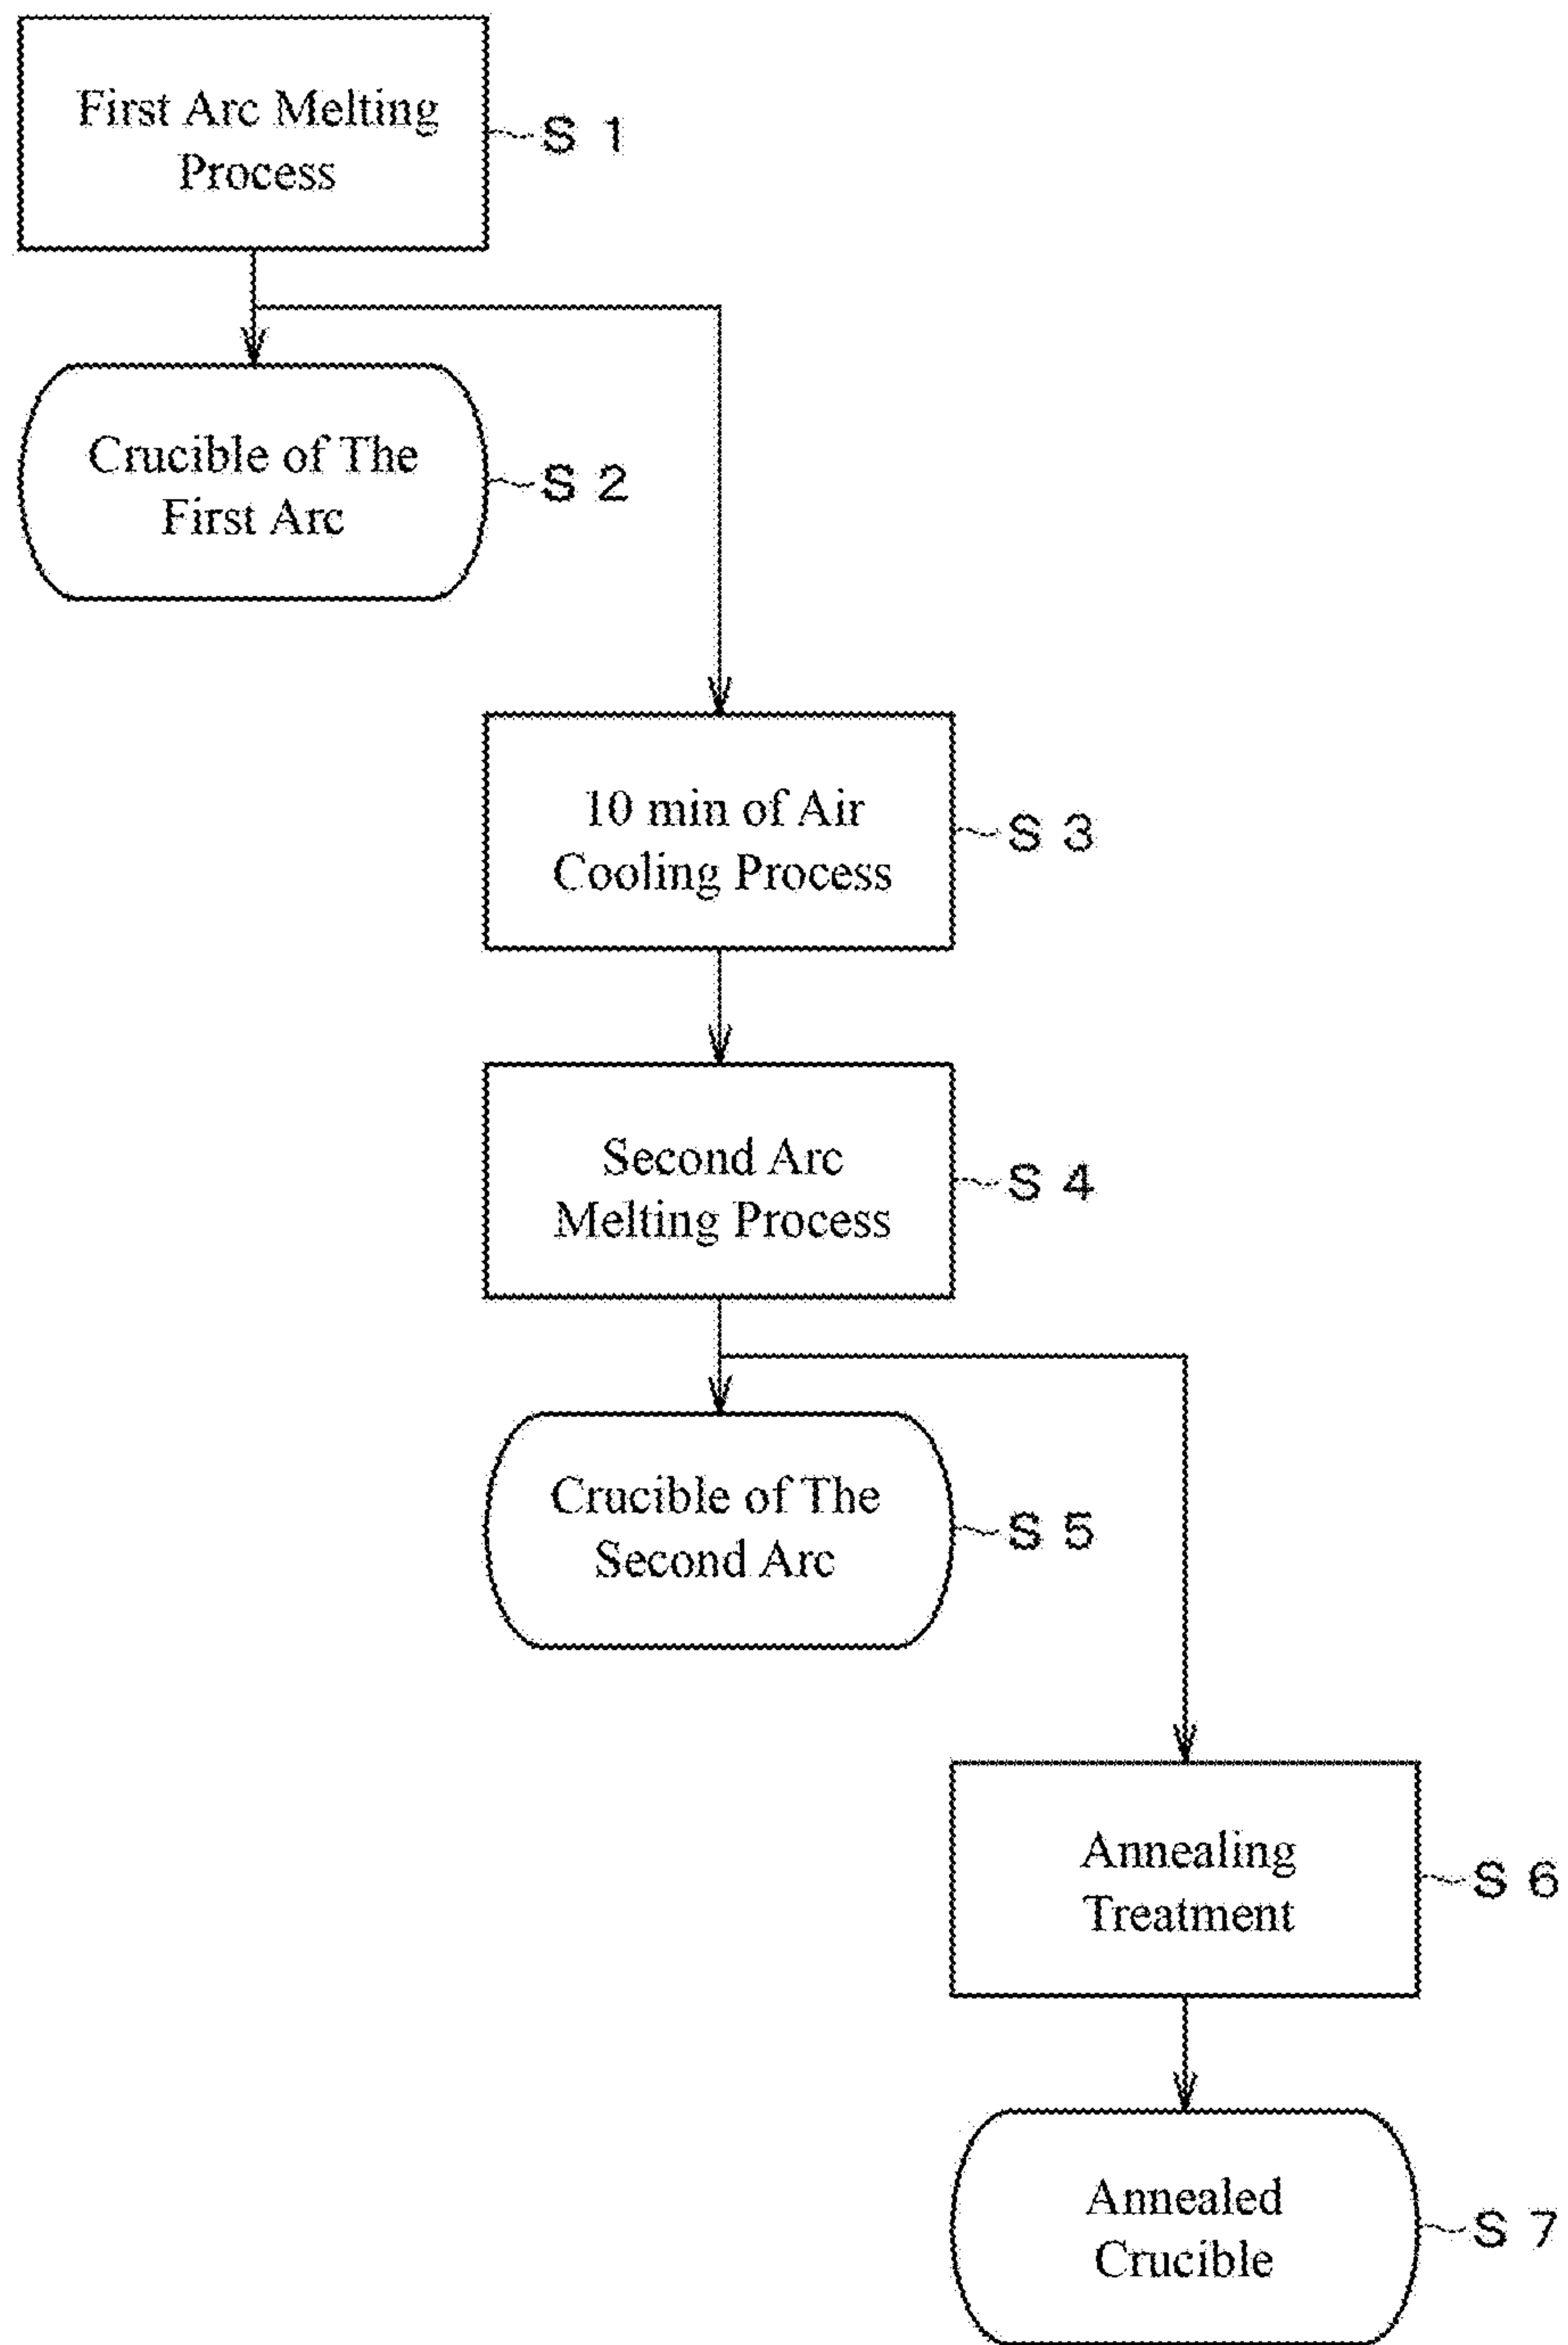 First Arc Melting
Process
S 1
Crucible of The
First Arc
S 2
10 min of Air
Cooling Process
S 3
Second Arc
Melting Process
S 4
Crucible of The
Second Arc
S 5
Annealing
Treatment
S 6
Annealed
Crucible
S 7